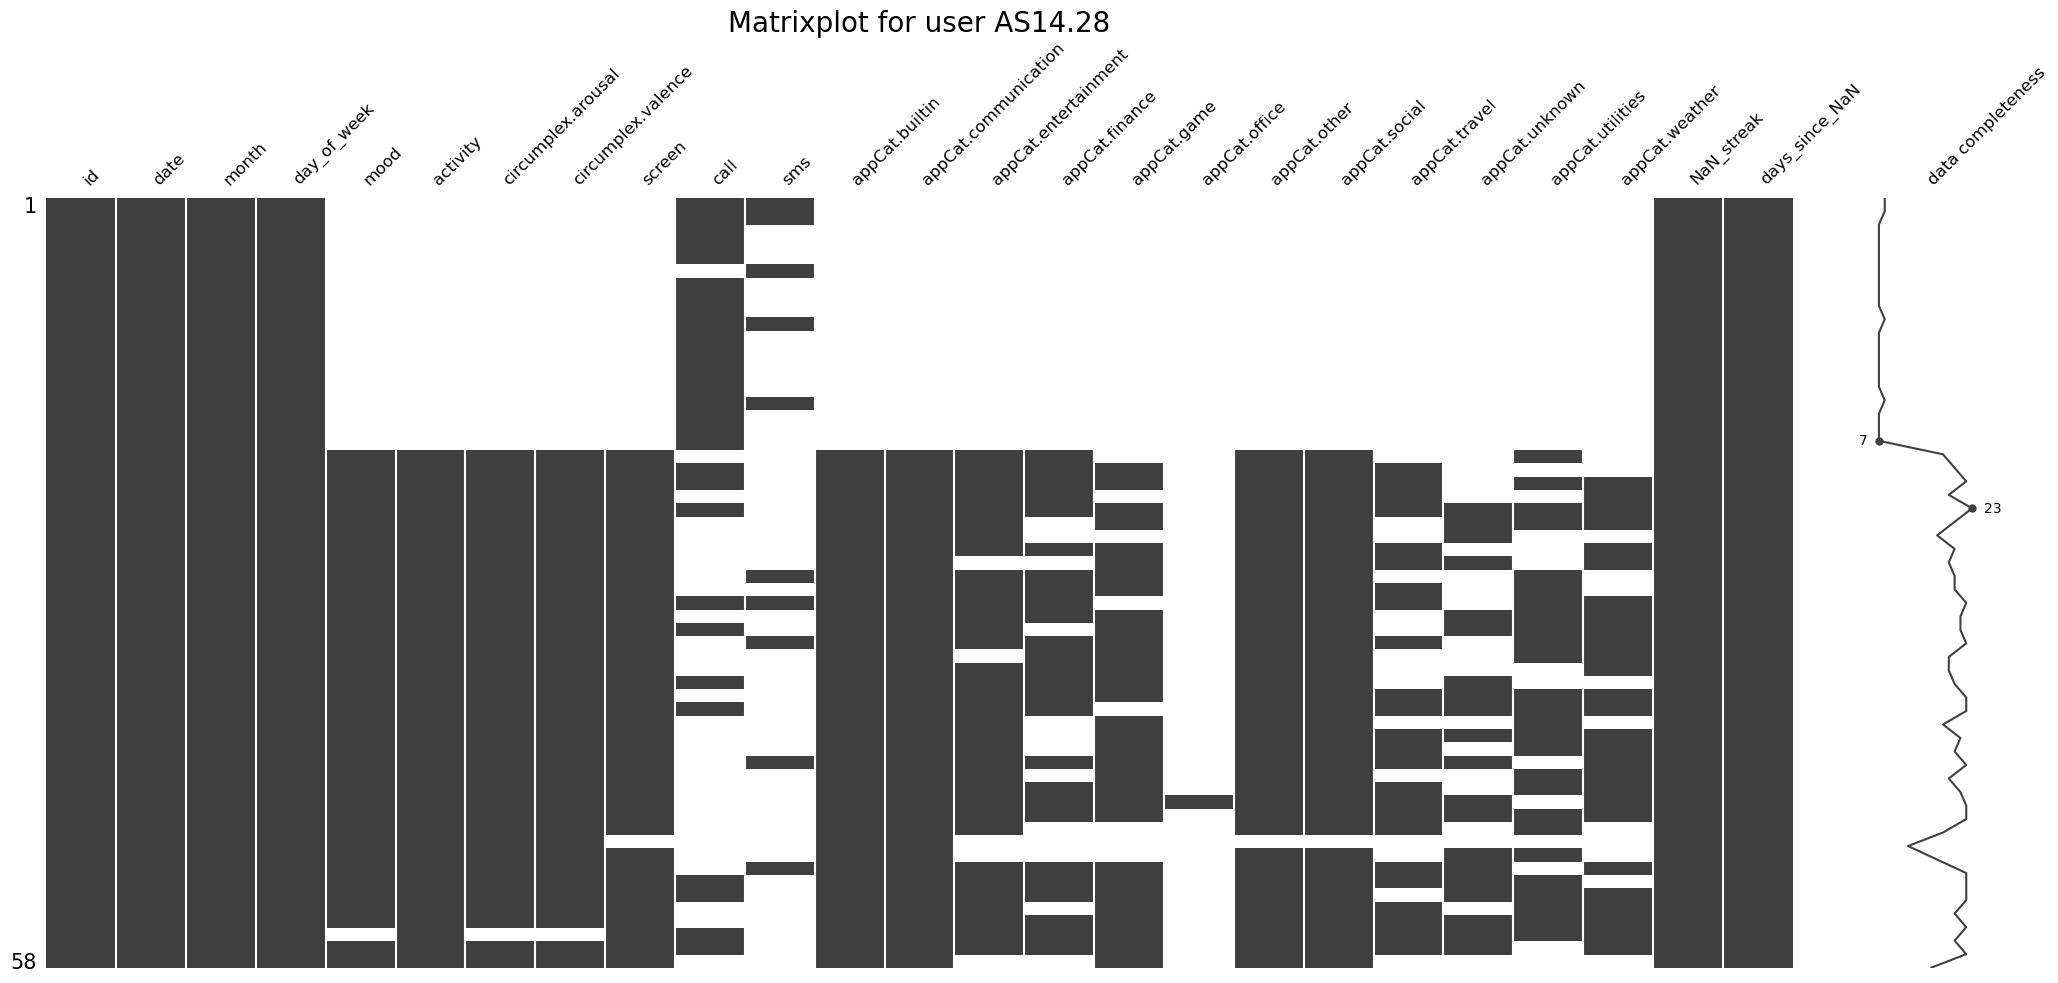 Matrixplot for user AS14.28
id
date
month
day_of_week
mood
activity
circumplex.arousal
circumplex.valence
screen
call
sms
appCat.builtin
appCat.communication
appCat.entertainment
appCat.finance
appCat.game
appCat.office
appCat.other
appCat.social
appCat.travel
appCat.unknown
appCat.utilities
appCat.weather
NaN_streak
days_since_NaN
data completeness
1
7
23
58